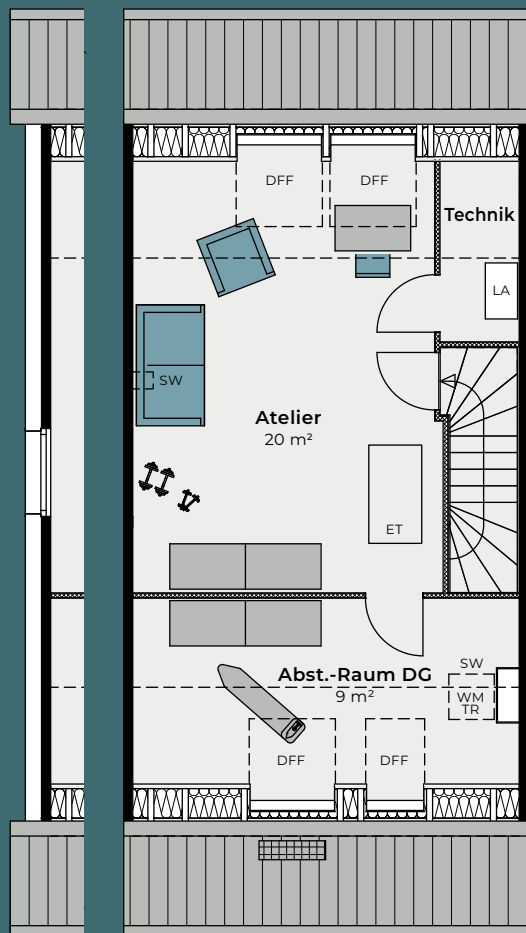 DFF
DFF
Technik
LA
SW
Atelier
20 m²
ET
SW
Abst.-Raum DG
9 m²
WM
TR
DFF
DFF